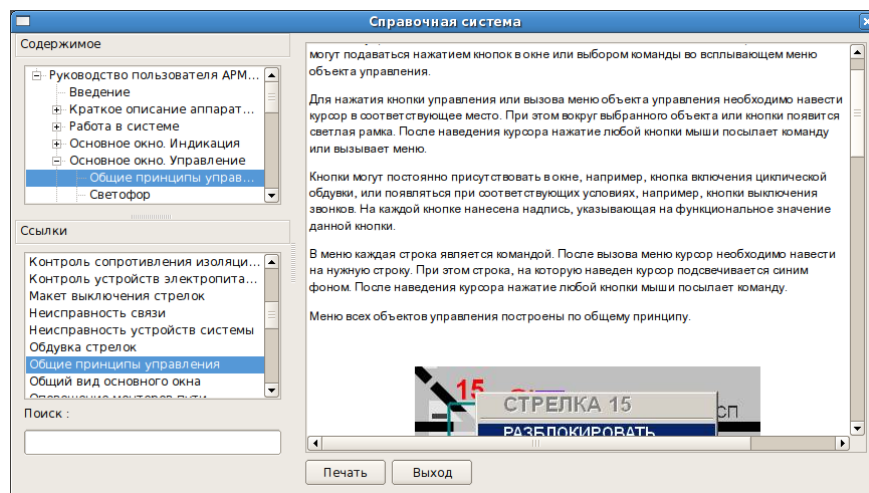 Справочная система
Содержимое
Руководство пользователя АРМ...
Введение
Краткое описание аппарат...
Работа в системе
Основное окно. Индикация
Основное окно. Управление
Общие принципы управ...
Светофор
Ссылки
Контроль сопротивления изоляци...
Контроль устройств электропита...
Макет выключения стрелок
Неисправность связи
Неисправность устройств системы
Обдувка стрелок
Общие принципы управления
Общий вид основного окна
Поиск :
могут подаваться нажатием кнопок в окне или выбором команды во всплывающем меню
объекта управления.
Для нажатия кнопки управления или вызова меню объекта управления необходимо навести
курсор в соответствующее место. При этом вокруг выбранного объекта или кнопки появится
светлая рамка. После наведения курсора нажатие любой кнопки мыши посылает команду
или вызывает меню.
Кнопки могут постоянно присутствовать в окне, например, кнопка включения циклической
обдувки, или появляться при соответствующих условиях, например, кнопки выключения
звонков. На каждой кнопке нанесена надпись, указывающая на функциональное значение
данной кнопки.
В меню каждая строка является командой. После вызова меню курсор необходимо навести
на нужную строку. При этом строка, на которую наведен курсор подсвечивается синим
фоном. После наведения курсора нажатие любой кнопки мыши посылает команду.
Меню всех объектов управления построены по общему принципу.
15
СТРЕЛКА 15
СП
РАЗБЛОКИРОВАТЬ
Печать
Выход